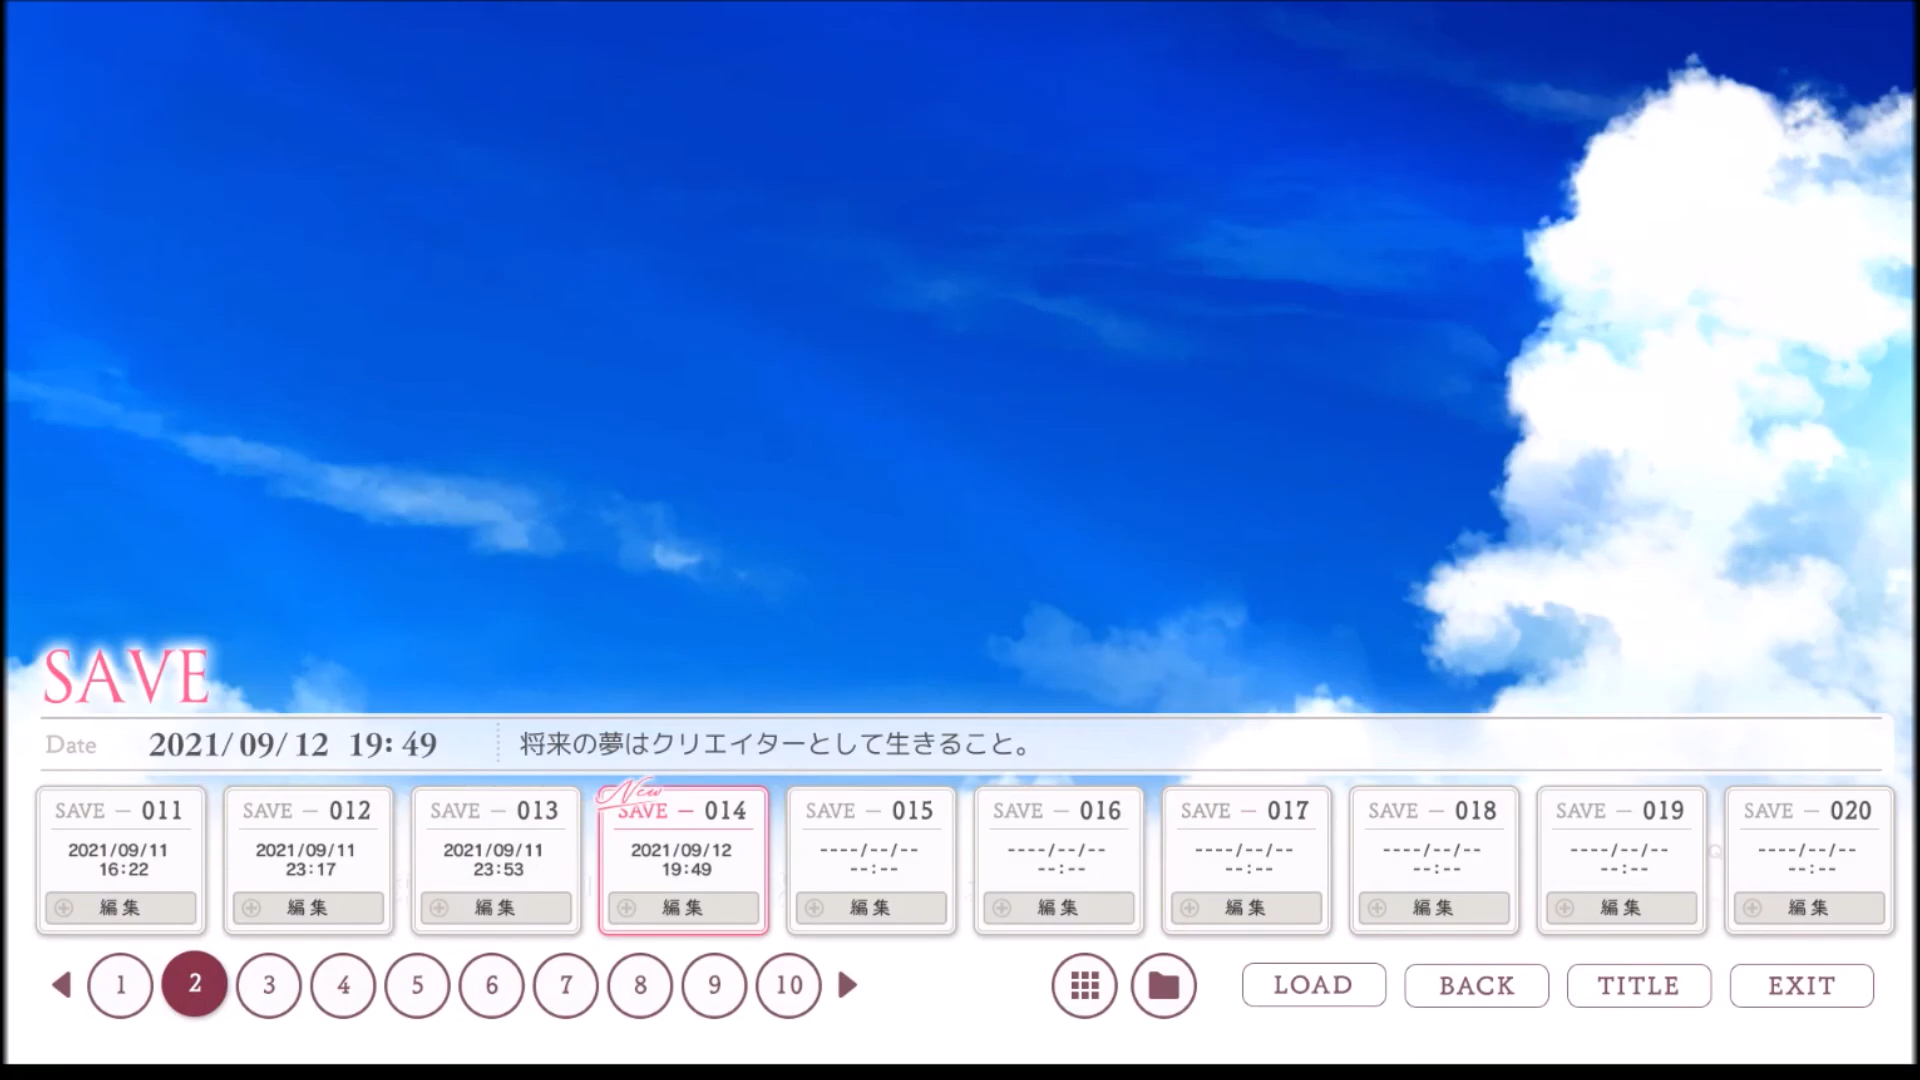 SAVE
Date 2021/09/12 19:49 将来の夢はクリエイターとして生きること。
New
SAVE - 011 SAVE - 012 SAVE - 013 SAVE - 014 SAVE - 015 SAVE - 016 SAVE - 017 SAVE - 018 SAVE - 019 SAVE - 020
2021/09/11 2021/09/11 2021/09/11 2021/09/12 ----/--/-- ----/--/-- ----/--/-- ----/--/-- ----/--/-- ----/--/--
16:22 23:17 23:53 19:49 --:-- --:-- --:-- --:-- --:-- --:--
編集 編集 編集 編集 編集 編集 編集 編集 編集 編集
1 2 3 4 5 6 7 8 9 10 LOAD BACK TITLE EXIT